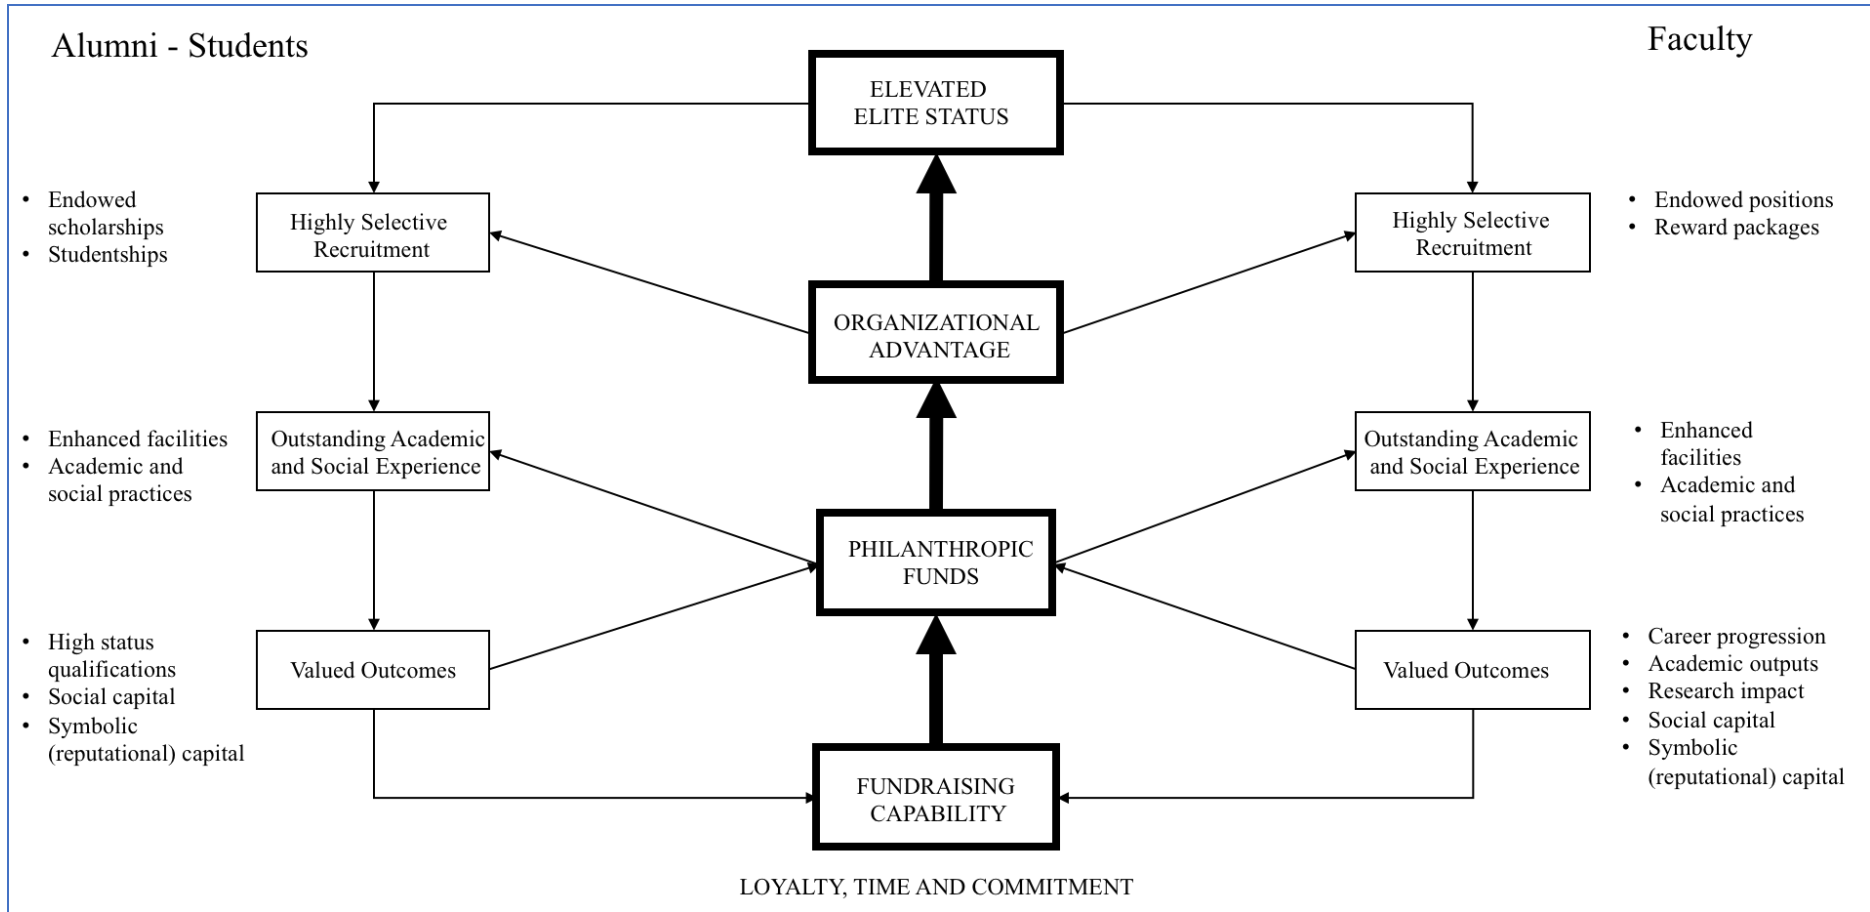 Alumni - Students
Faculty
ELEVATED
ELITE STATUS
• Endowed
scholarships
• Studentships
Highly Selective
Recruitment
Highly Selective
Recruitment
• Endowed positions
• Reward packages
ORGANIZATIONAL
ADVANTAGE
• Enhanced facilities
• Academic and
social practices
Outstanding Academic
and Social Experience
Outstanding Academic
and Social Experience
• Enhanced
facilities
• Academic and
social practices
PHILANTHROPIC
FUNDS
• High status
qualifications
• Social capital
• Symbolic
(reputational) capital
Valued Outcomes
Valued Outcomes
• Career progression
• Academic outputs
• Research impact
• Social capital
• Symbolic
(reputational) capital
FUNDRAISING
CAPABILITY
LOYALTY, TIME AND COMMITMENT